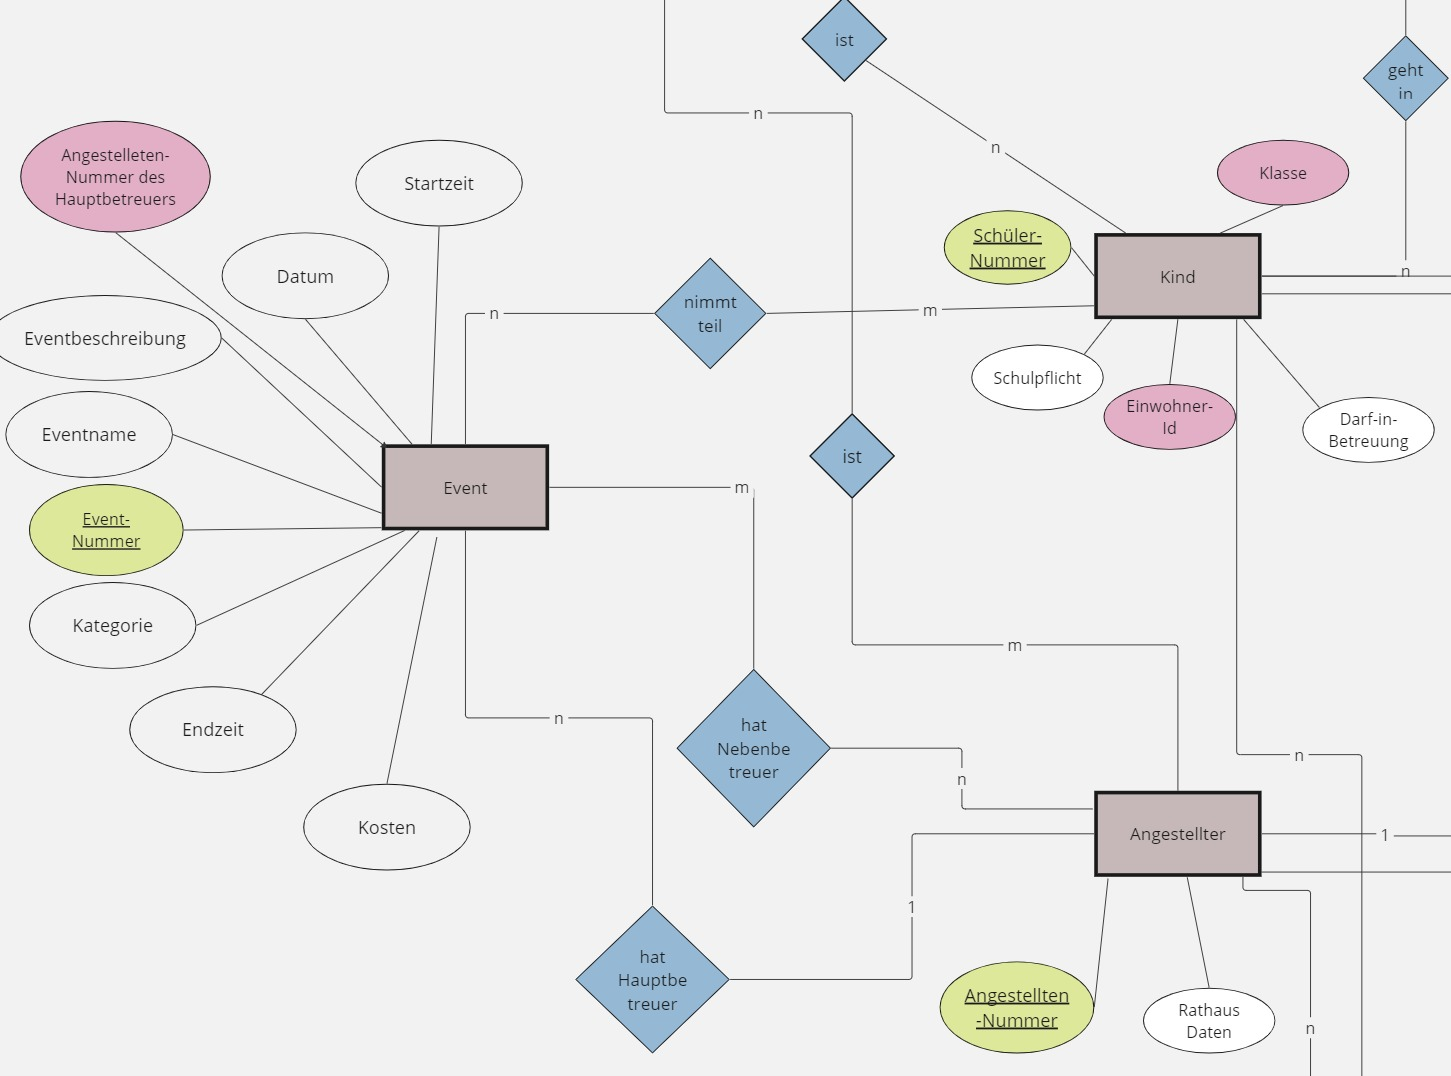 ist
geht
in
n
n
Angestelleten-
Nummer des
Hauptbetreuers
Startzeit
Klasse
Schüler-
Nummer
Datum
Kind
n
nimmt
teil
n
m
Eventbeschreibung
Schulpflicht
Einwohner-
Id
Darf-in-
Betreuung
Eventname
ist
Event
m
Event-
Nummer
Kategorie
m
Endzeit
n
hat
Nebenbe
treuer
n
n
Kosten
Angestellter
1
1
hat
Hauptbe
treuer
Angestellten
-Nummer
Rathaus
Daten
n